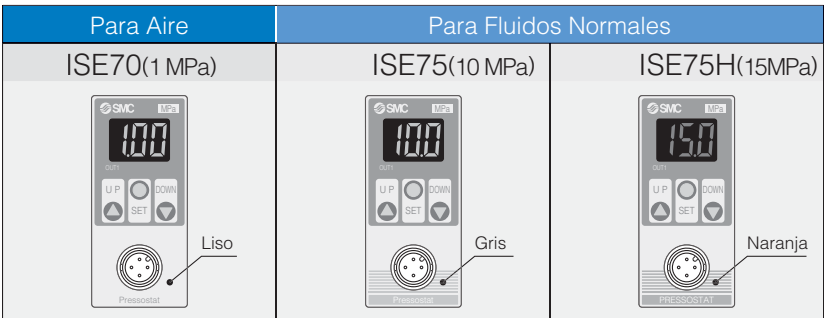 Para Aire
Para Fluidos Normales
ISE70(1 MPa)
ISE75(10 MPa)
ISE75H(15MPa)
SMC MPa
1.00
OUT1
UP DOWN
SET
Liso
Pressostat
SMC MPa
10.0
OUT1
UP DOWN
SET
Gris
Pressostat
SMC MPa
15.0
OUT1
UP DOWN
SET
Naranja
PRESSOSTAT